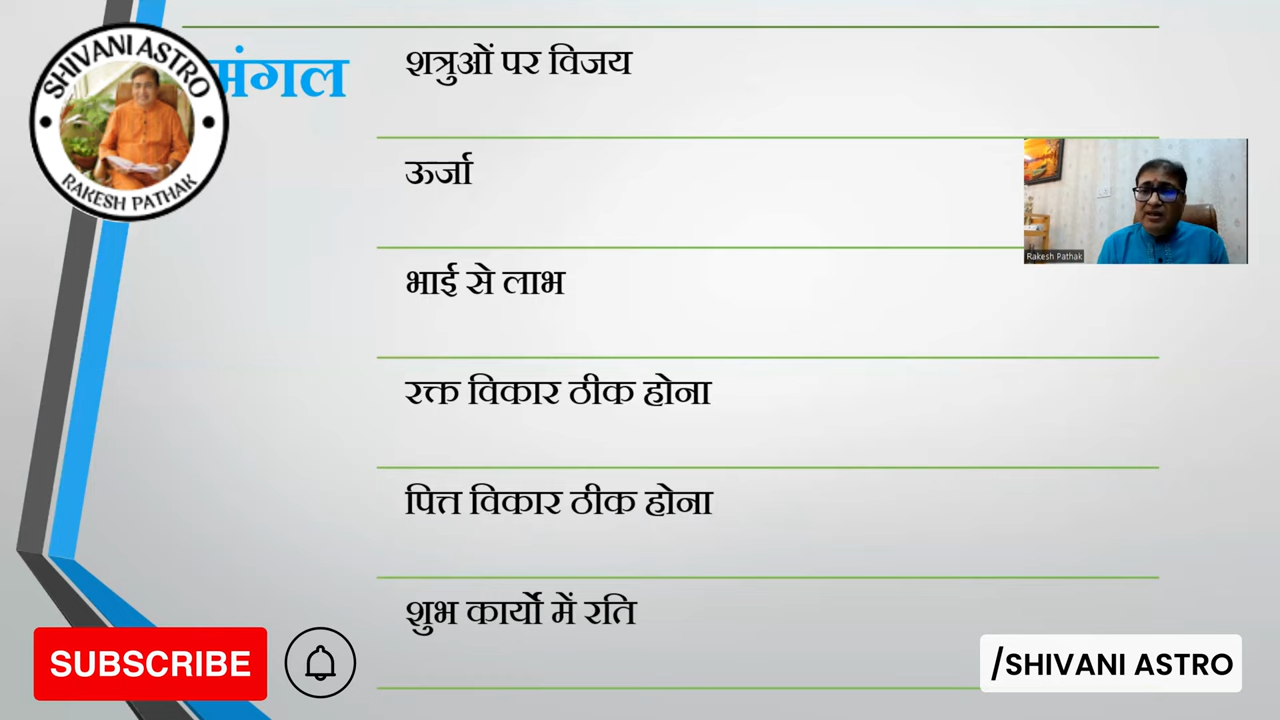 SHIVANI ASTRO
RAKESH PATHAK
मंगल
शत्रुओं पर विजय
ऊर्जा
भाई से लाभ
रक्त विकार ठीक होना
पित्त विकार ठीक होना
शुभ कार्यो में रति
Rakesh Pathak
SUBSCRIBE
/SHIVANI ASTRO